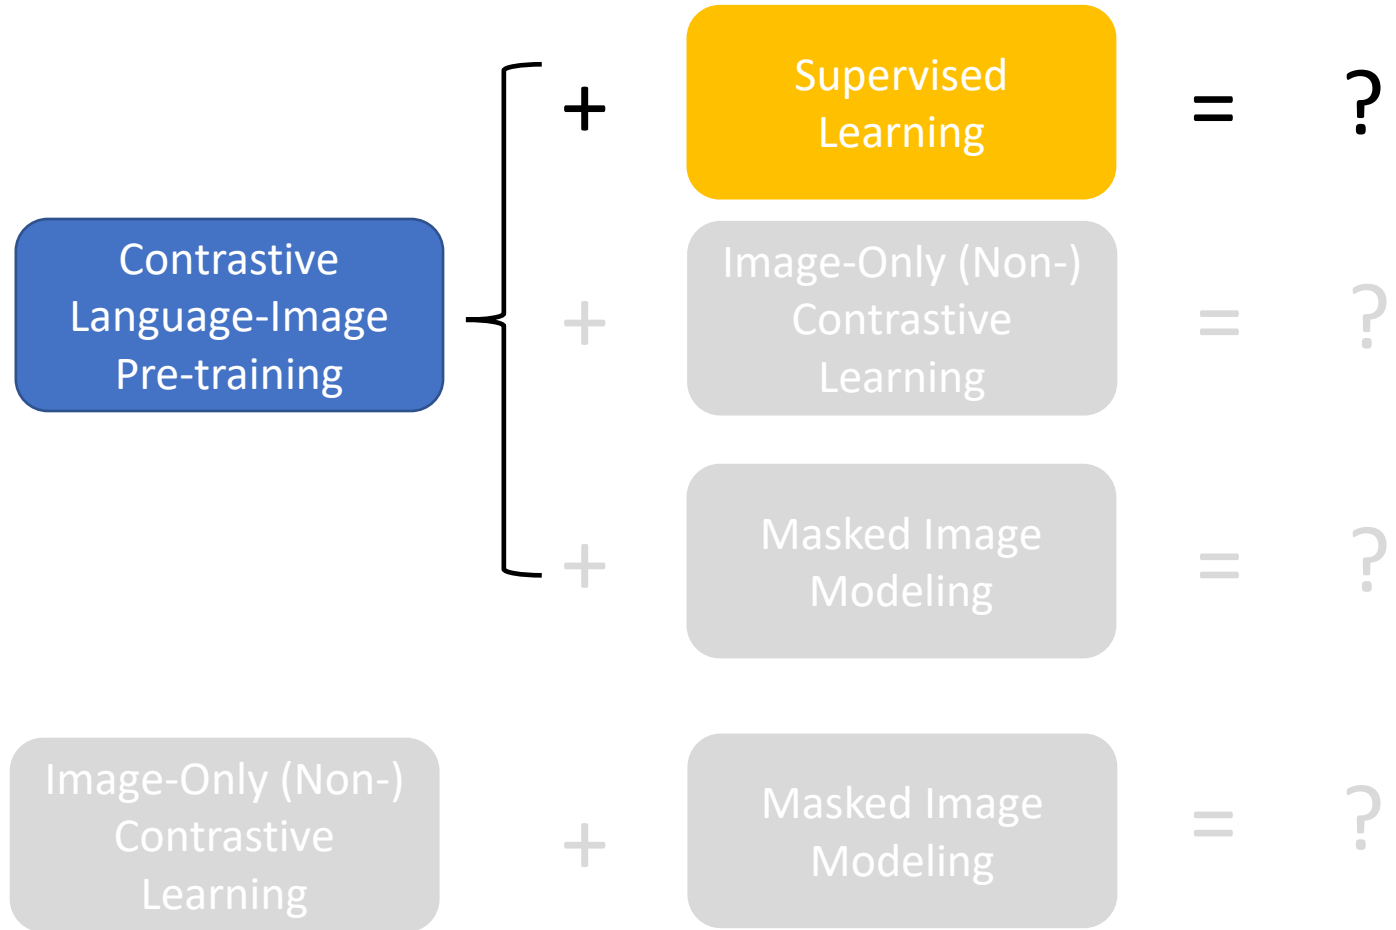 +
Supervised
Learning
=
?
Contrastive
Language-Image
Pre-training
+
Image-Only (Non-)
Contrastive
Learning
=
?
+
Masked Image
Modeling
=
?
Image-Only (Non-)
Contrastive
Learning
+
Masked Image
Modeling
=
?